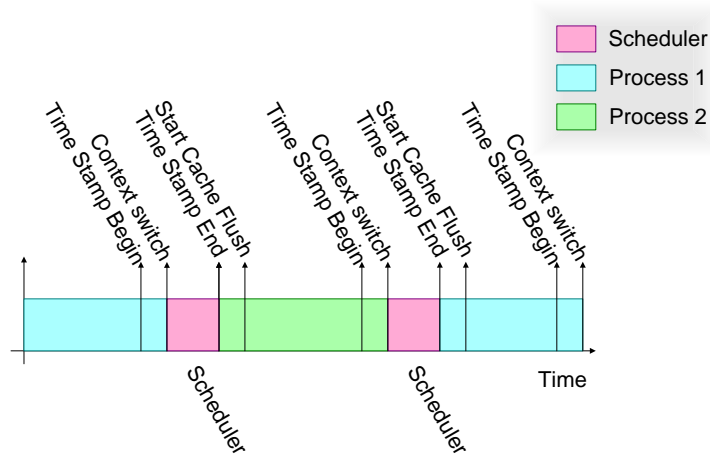 Scheduler
Process 1
Process 2
Time Stamp Begin
Context switch
Time Stamp End
Start Cache Flush
Time Stamp Begin
Context switch
Time Stamp End
Start Cache Flush
Time Stamp Begin
Context switch
Scheduler
Scheduler
Time